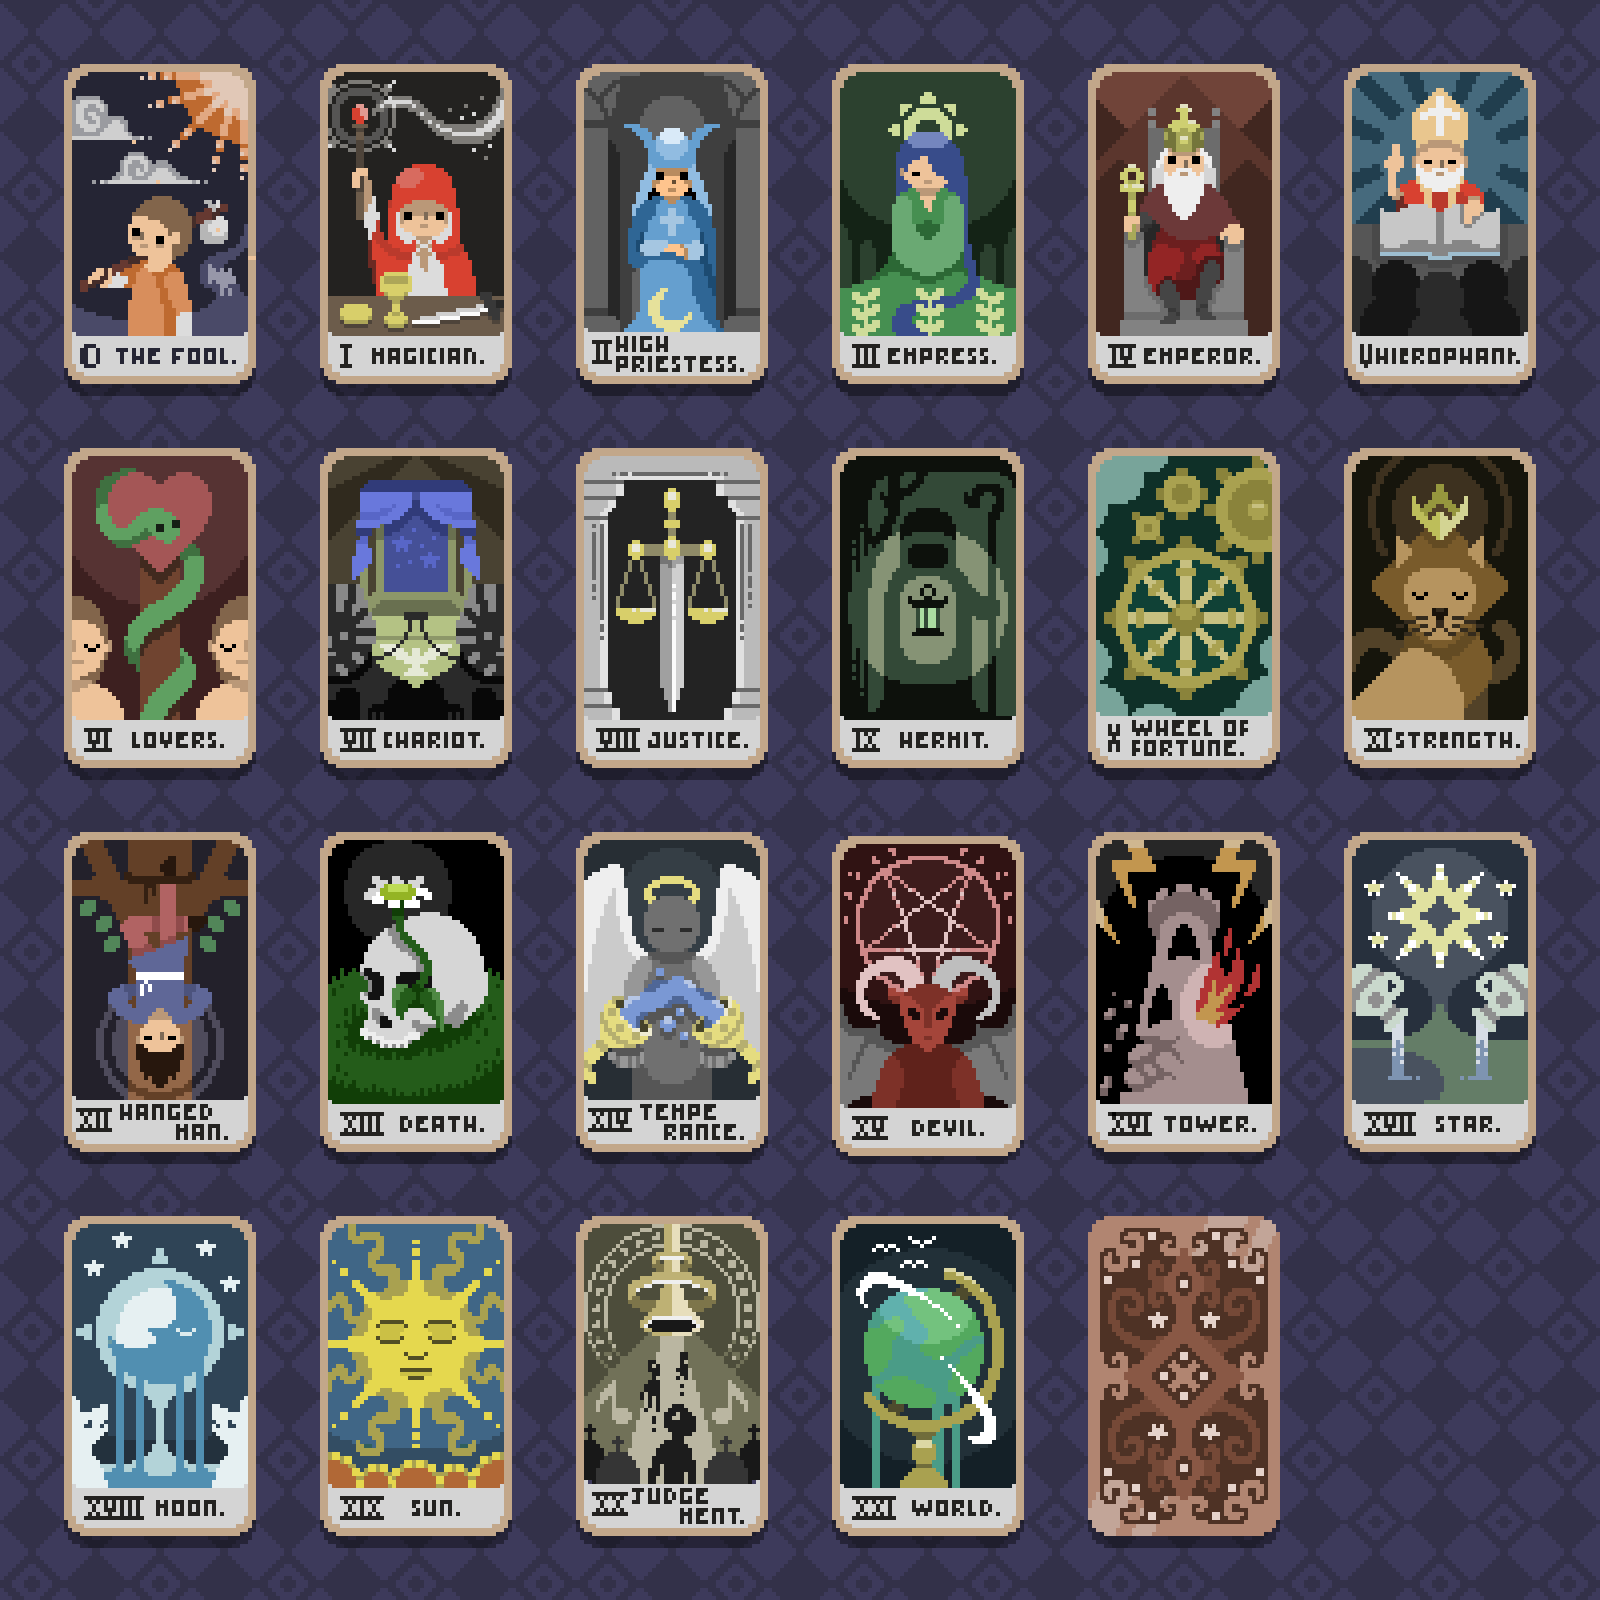 0 THE FOOL.
I MAGICIAN.
II HIGH
PRIESTESS.
III EMPRESS.
IV EMPEROR.
V HIEROPHANT.
VI LOVERS.
VII CHARIOT.
VIII JUSTICE.
IX HERMIT.
X WHEEL OF
FORTUNE.
XI STRENGTH.
XII HANGED
MAN.
XIII DEATH.
XIV TEMPE
RANCE.
XV DEVIL.
XVI TOWER.
XVII STAR.
XVIII MOON.
XIX SUN.
XX JUDGE
MENT.
XXI WORLD.